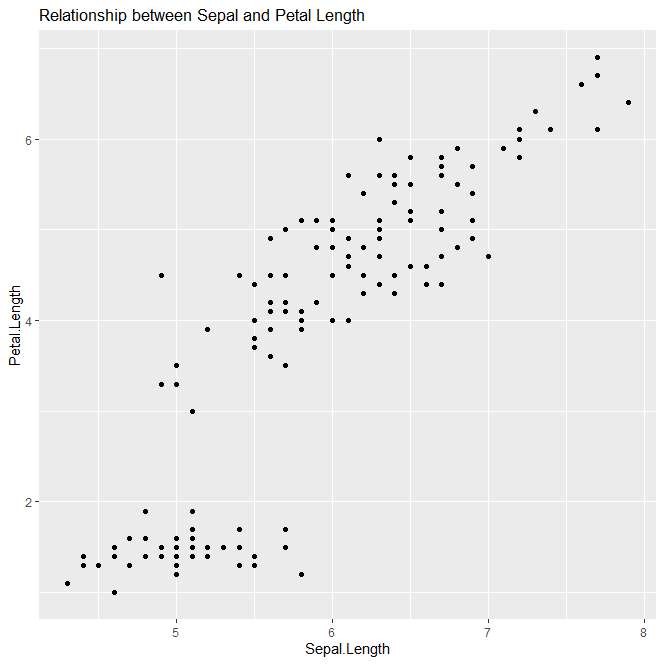 Relationship between Sepal and Petal Length
Petal.Length
6
4
2
5 6 7 8
Sepal.Length